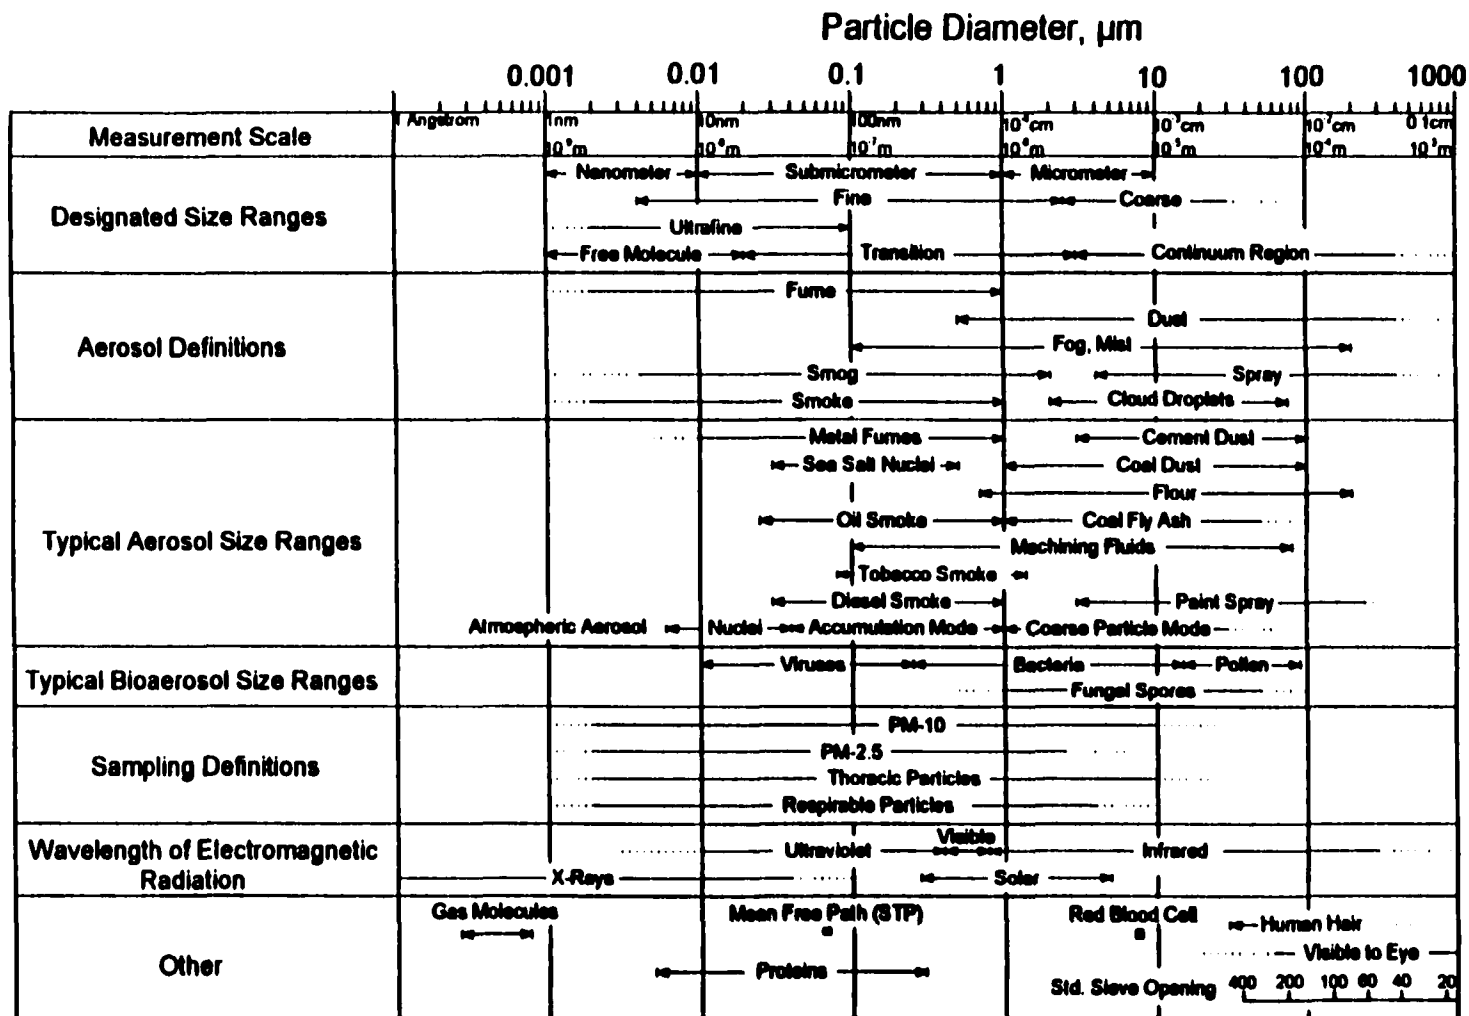 Particle Diameter, µm
0.001 0.01 0.1 1 10 100 1000
Measurement Scale
1 Angstrom 1nm 10nm 100nm 10⁻⁴cm 10⁻³cm 10⁻²cm 0.1cm
10⁻⁹m 10⁻⁸m 10⁻⁷m 10⁻⁶m 10⁻⁵m 10⁻⁴m 10⁻³m
Designated Size Ranges
Nanometer Submicrometer Micrometer
Fine Coarse
Ultrafine
Free Molecule Transition Continuum Region
Aerosol Definitions
Fume
Dust
Fog, Mist
Smog Spray
Smoke Cloud Droplets
Typical Aerosol Size Ranges
Metal Fumes Cement Dust
Sea Salt Nuclei Coal Dust
Flour
Oil Smoke Coal Fly Ash
Machining Fluids
Tobacco Smoke
Diesel Smoke Paint Spray
Atmospheric Aerosol Nuclei Accumulation Mode Coarse Particle Mode
Typical Bioaerosol Size Ranges
Viruses Bacteria Pollen
Fungal Spores
Sampling Definitions
PM-10
PM-2.5
Thoracic Particles
Respirable Particles
Wavelength of Electromagnetic
Radiation
Visible
Ultraviolet Infrared
X-Rays Solar
Other
Gas Molecules Mean Free Path (STP) Red Blood Cell
Human Hair
Visible to Eye
Proteins
Std. Sieve Opening 400 200 100 60 40 20